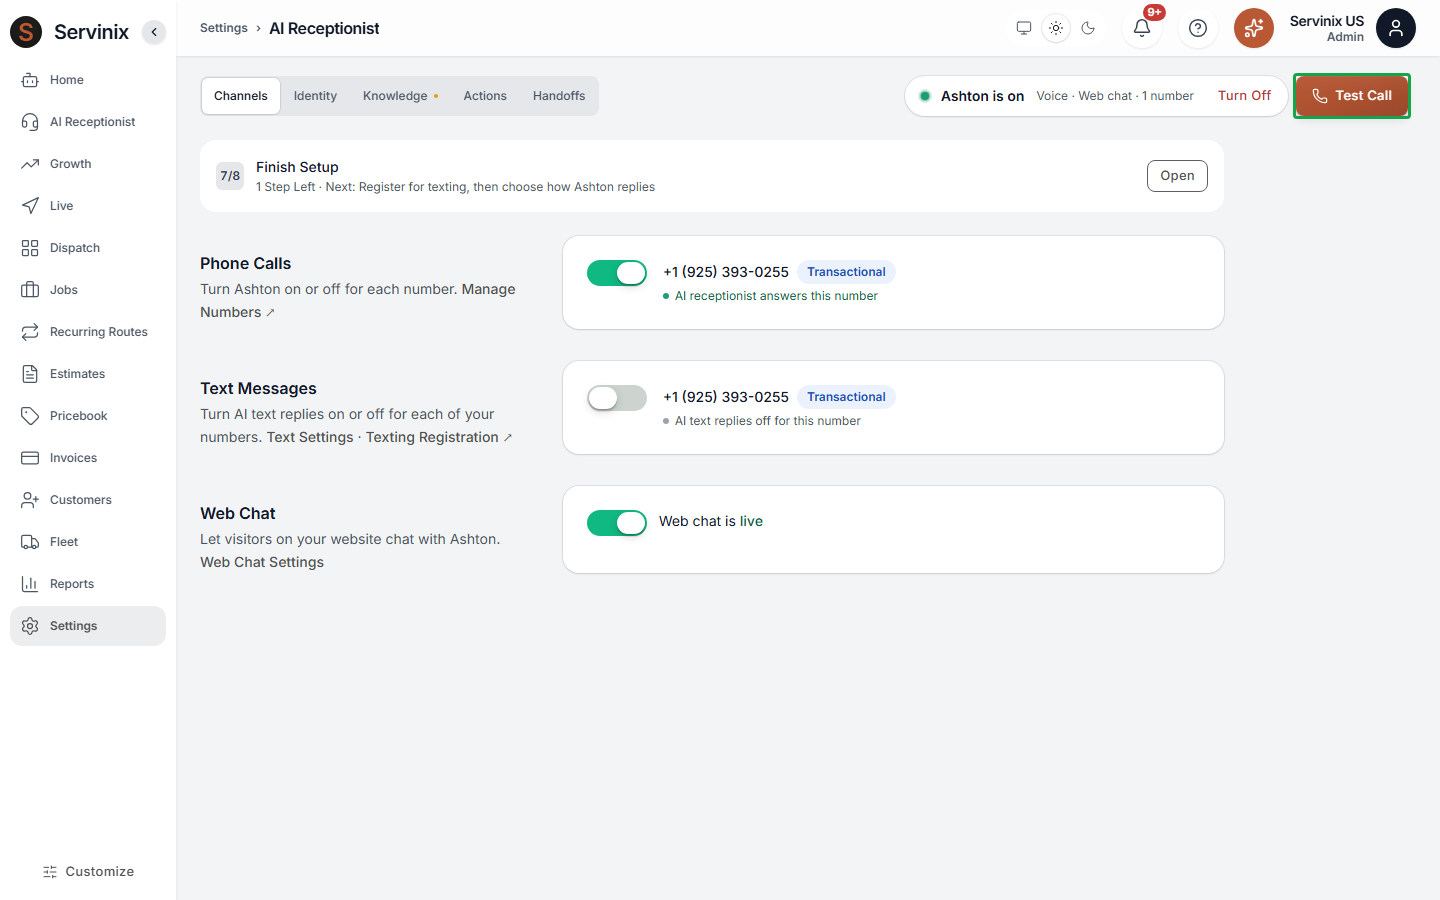 S
Servinix
Home
AI Receptionist
Growth
Live
Dispatch
Jobs
Recurring Routes
Estimates
Pricebook
Invoices
Customers
Fleet
Reports
Settings
Customize
Settings › AI Receptionist
9+
Servinix US
Admin
Channels
Identity
Knowledge
Actions
Handoffs
Ashton is on
Voice · Web chat · 1 number
Turn Off
Test Call
7/8
Finish Setup
1 Step Left · Next: Register for texting, then choose how Ashton replies
Open
Phone Calls
Turn Ashton on or off for each number. Manage
Numbers ↗
+1 (925) 393-0255
Transactional
AI receptionist answers this number
Text Messages
Turn AI text replies on or off for each of your
numbers. Text Settings · Texting Registration ↗
+1 (925) 393-0255
Transactional
AI text replies off for this number
Web Chat
Let visitors on your website chat with Ashton.
Web Chat Settings
Web chat is live